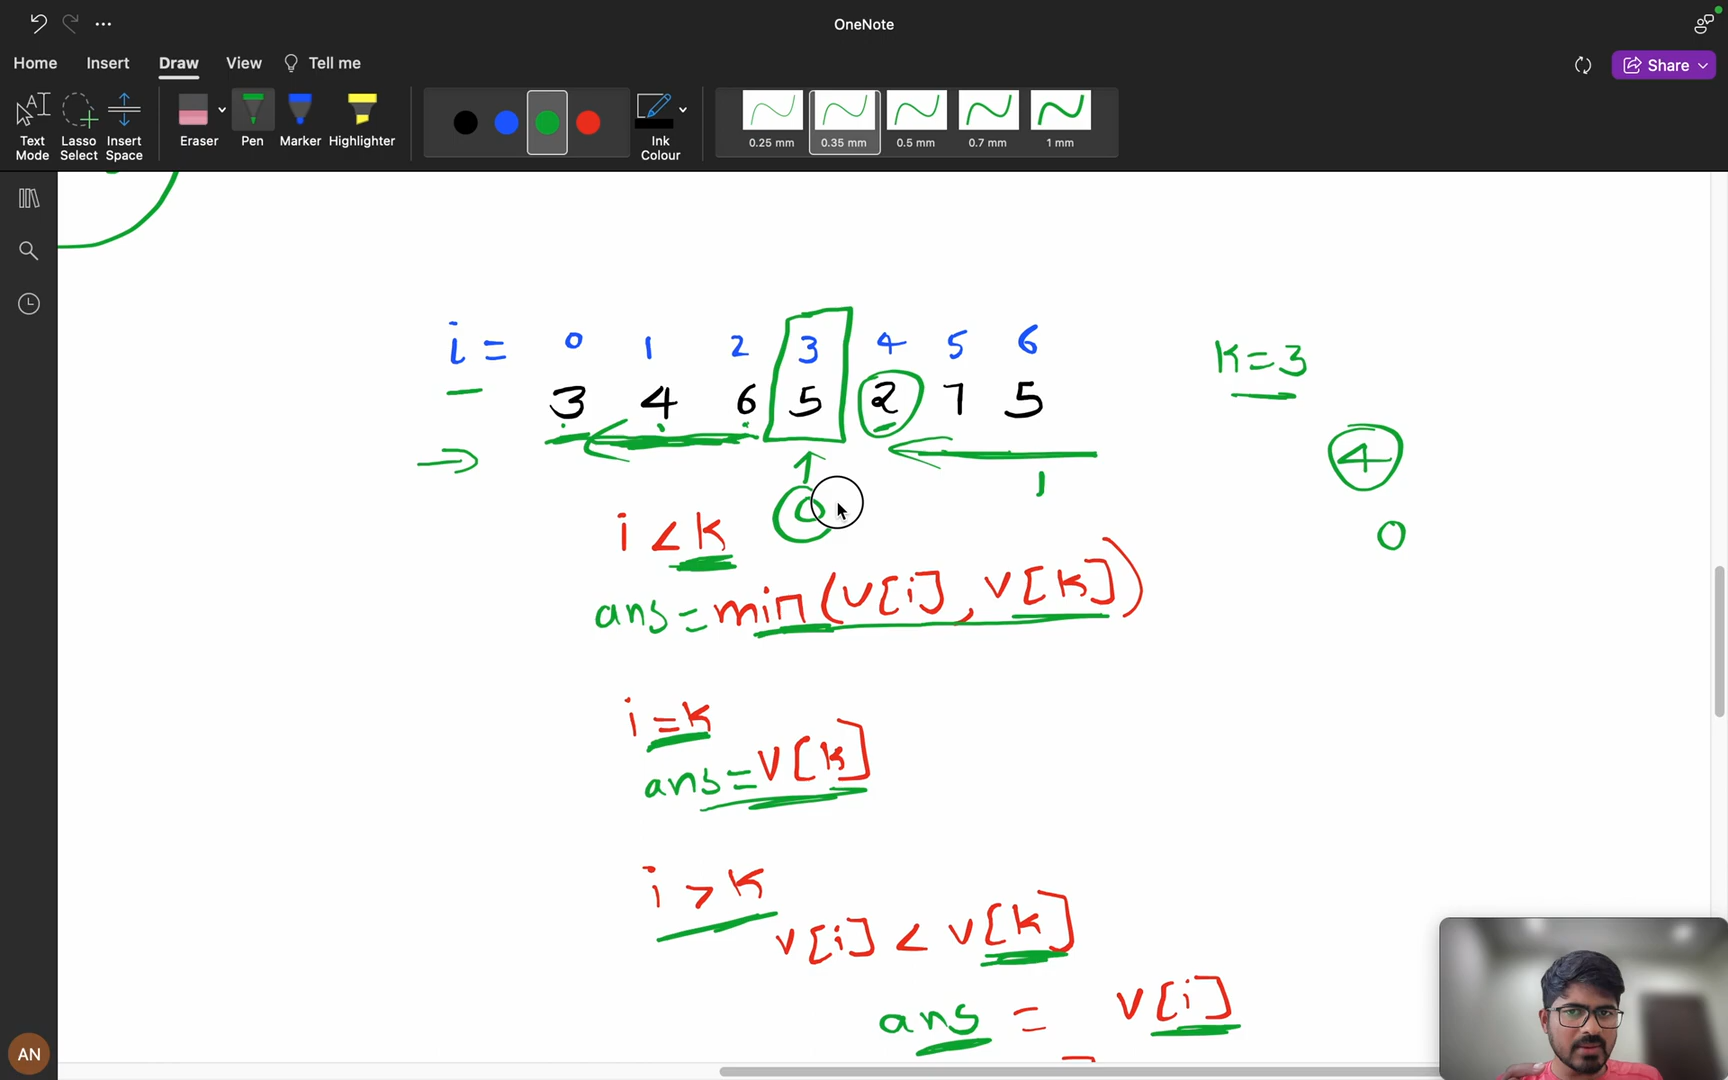 OneNote
Home Insert Draw View Tell me
Share
Text Mode
Lasso Select
Insert Space
Eraser
Pen
Marker
Highlighter
Ink Colour
0.25 mm
0.35 mm
0.5 mm
0.7 mm
1 mm
i = 0 1 2 3 4 5 6
3 4 6 5 2 7 5
k=3
4
1
0
0
i < k
ans = min(v[i], v[k])
i = k
ans = v[k]
i > k
v[i] < v[k]
ans = v[i]
AN